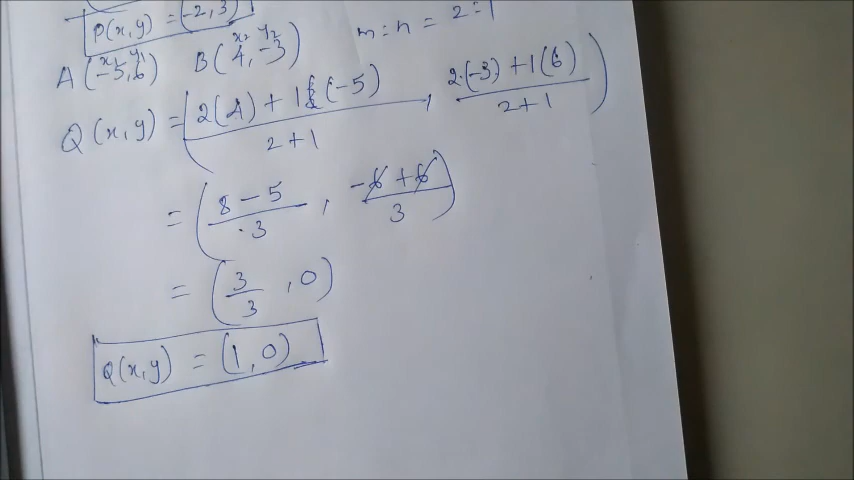 P(x,y) = (-2,3)
m:n = 2:1
x₁ y₁ x₂ y₂
A(-5,6) B(4,-3)
Q(x,y) = (2(4) + 1(-5) / 2+1 , 2·(-3) + 1(6) / 2+1)
= (8 - 5 / 3 , -6 + 6 / 3)
= (3/3 , 0)
Q(x,y) = (1,0)